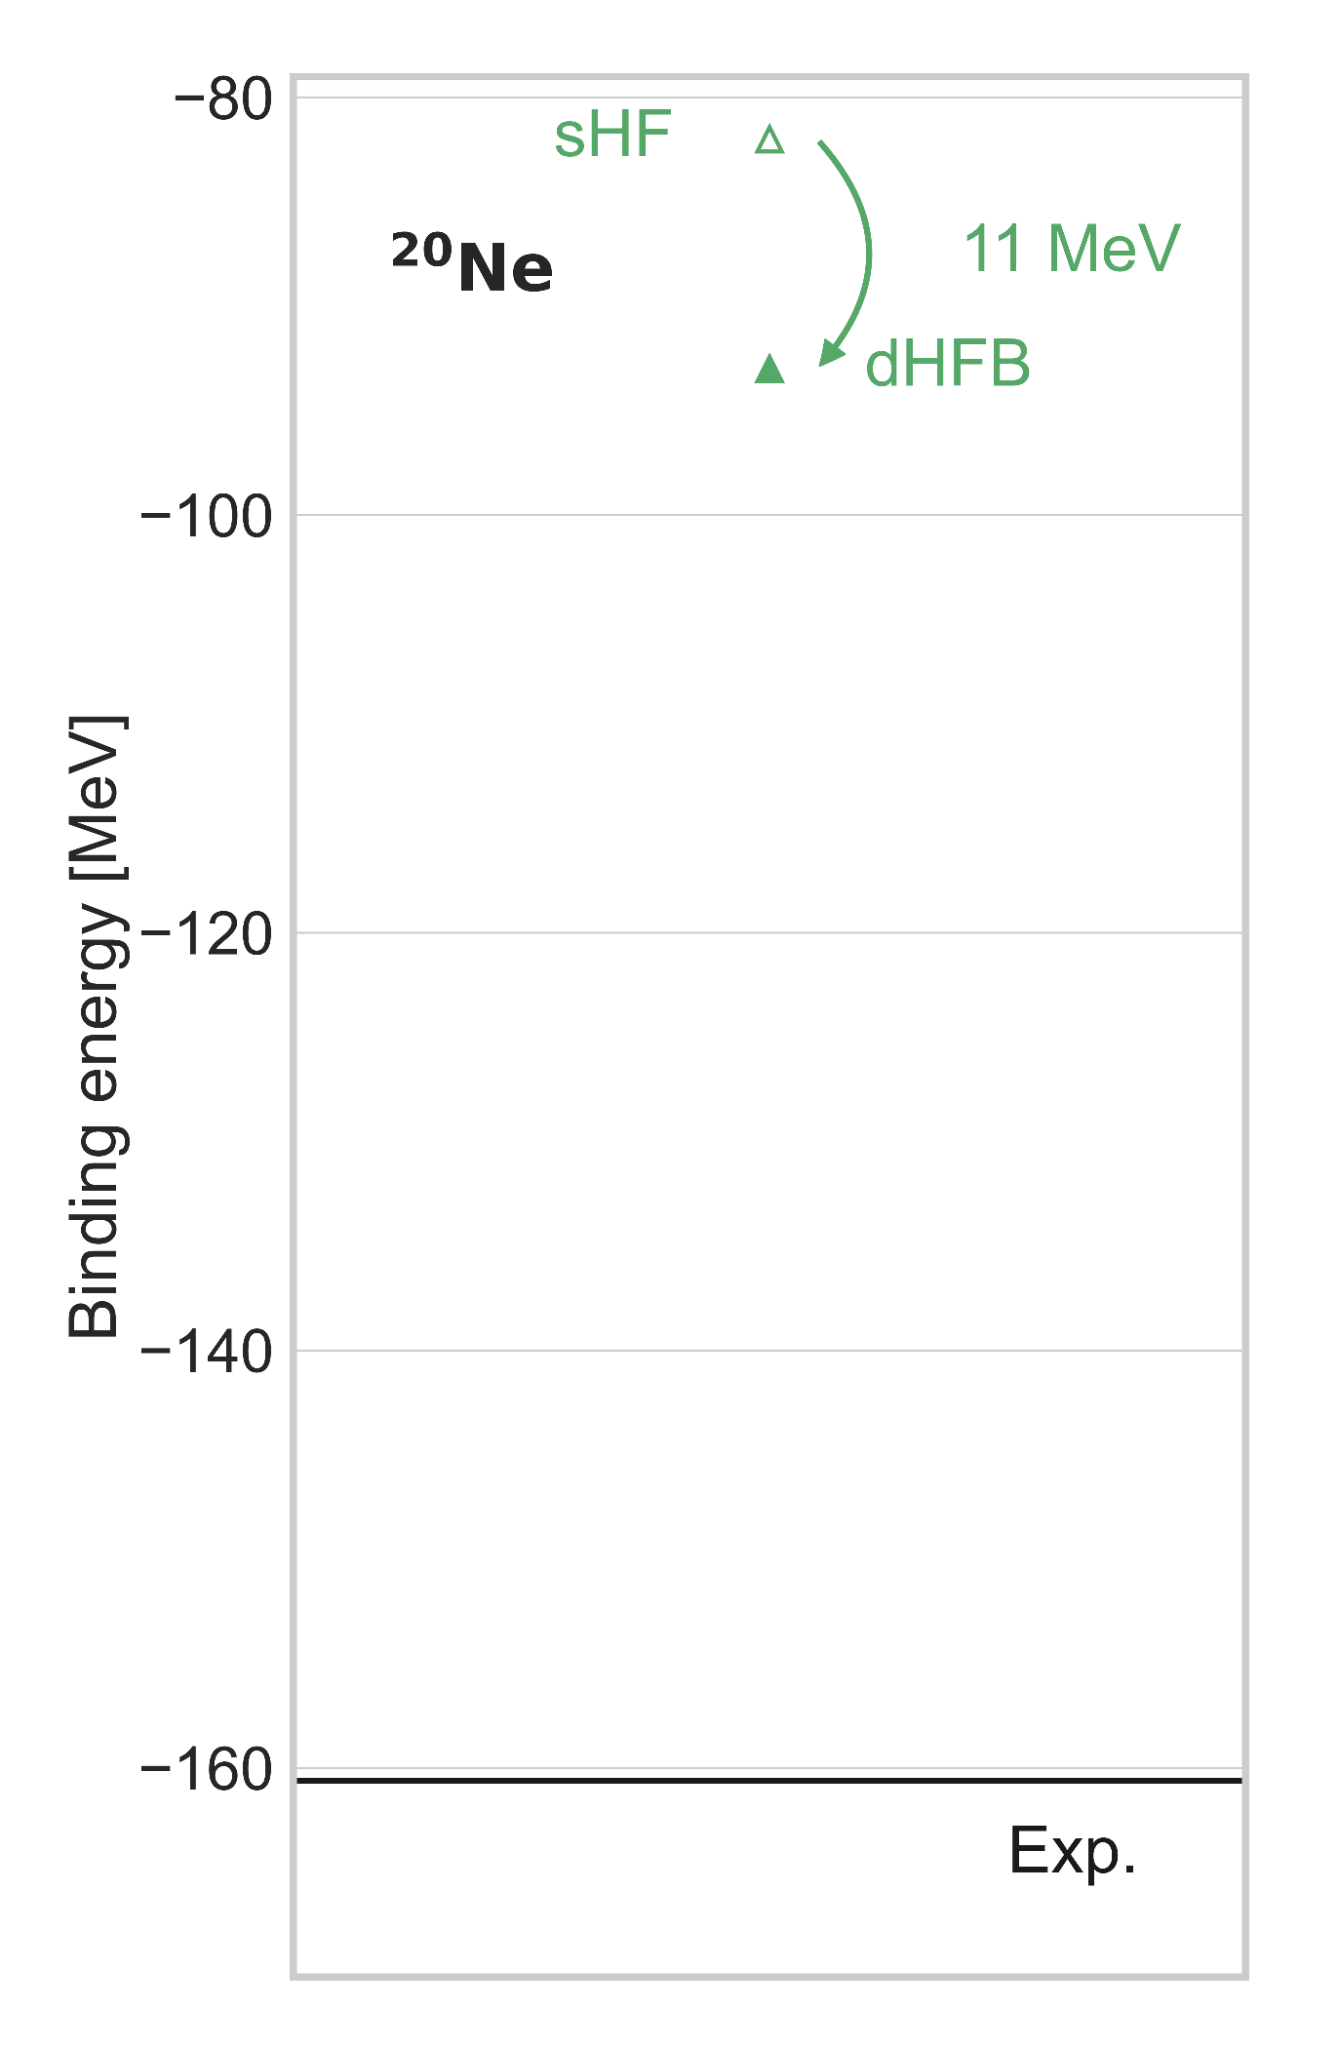 −80
sHF
11 MeV
²⁰Ne
dHFB
−100
Binding energy [MeV]
−120
−140
−160
Exp.